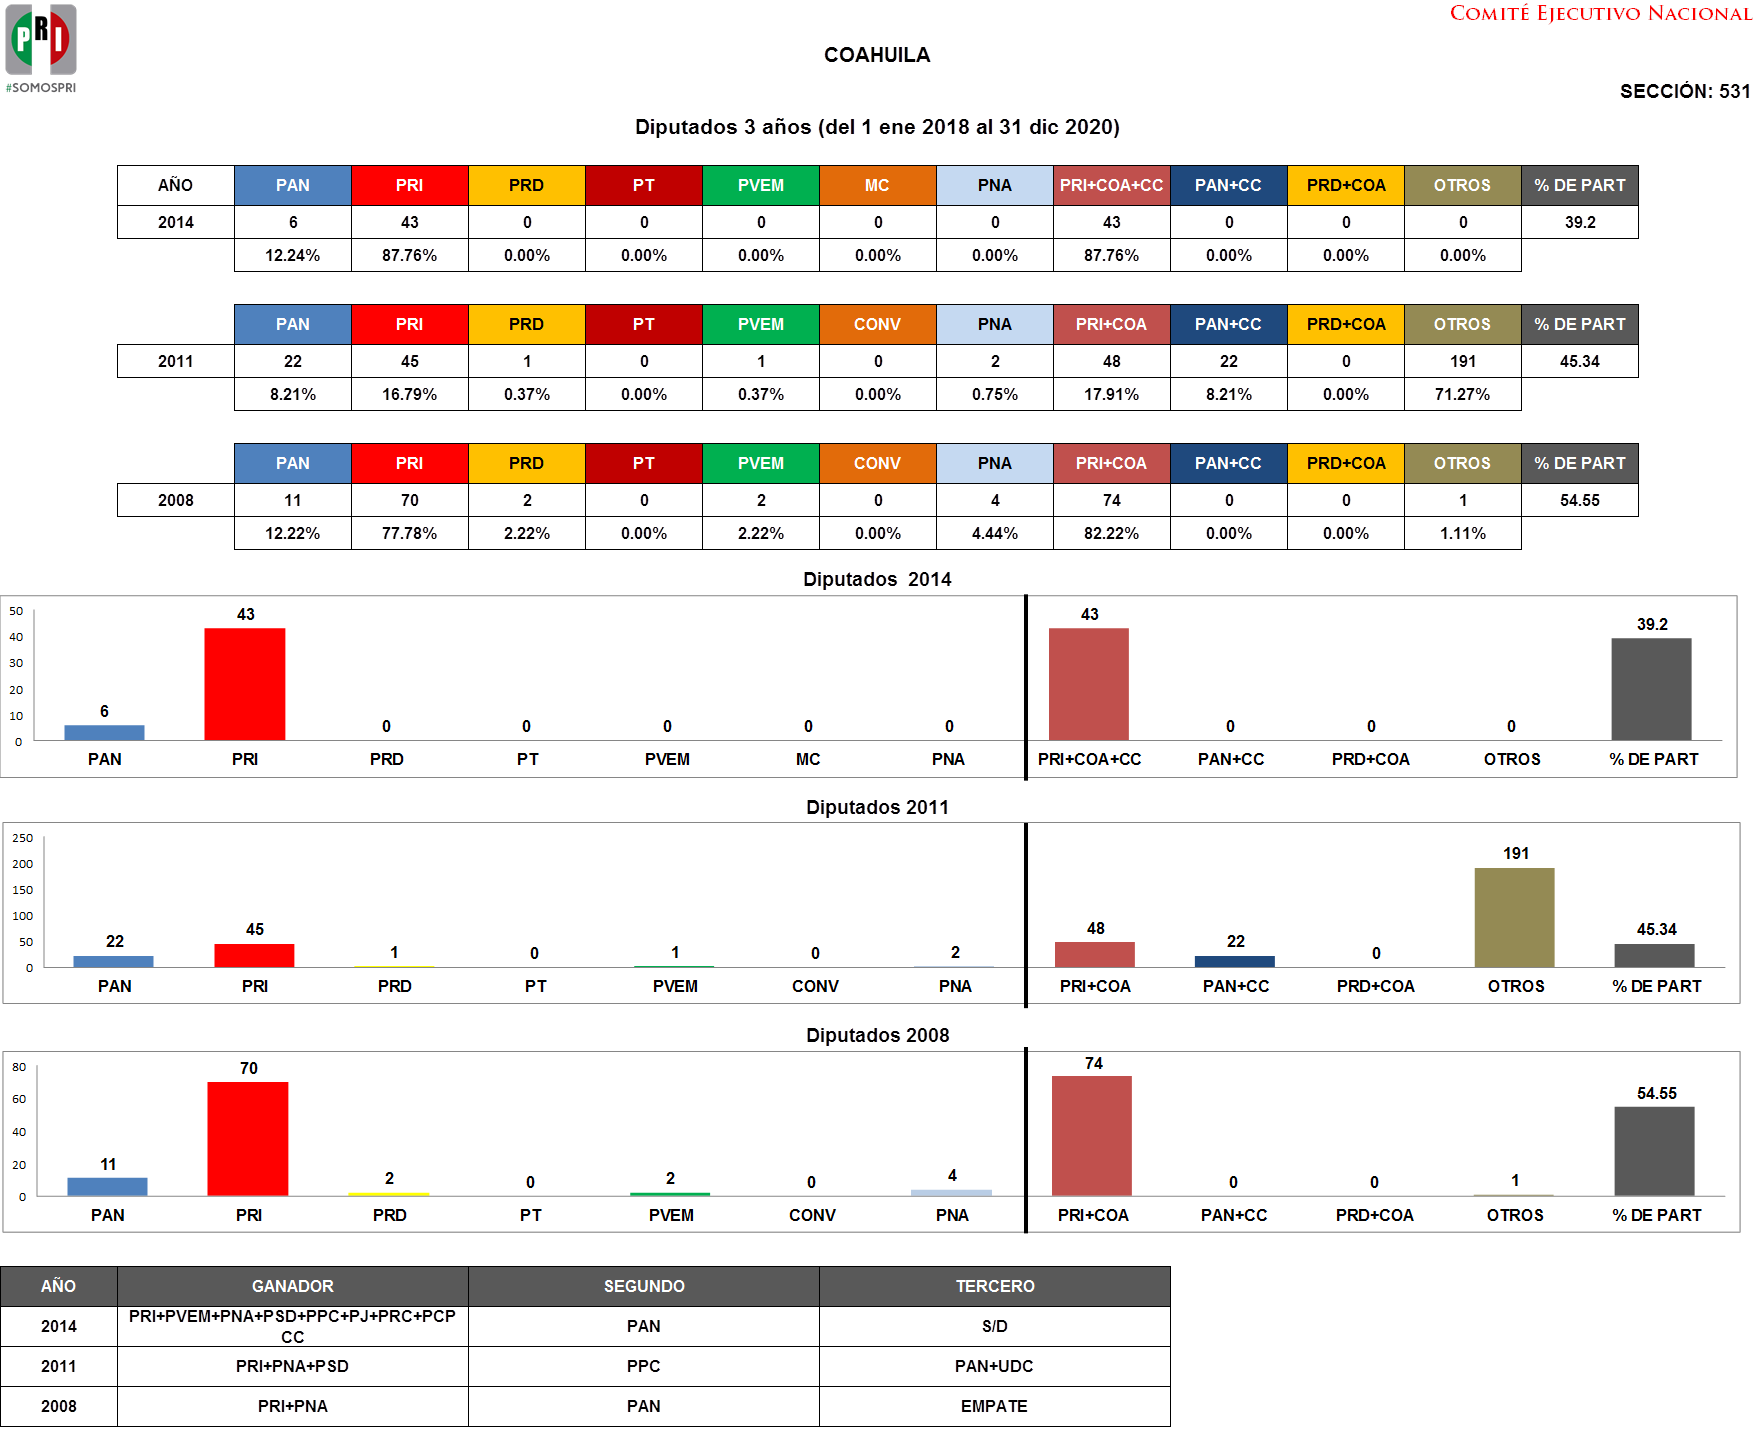 COMITÉ EJECUTIVO NACIONAL
PRI
#SOMOSPRI
COAHUILA
SECCIÓN: 531
Diputados 3 años (del 1 ene 2018 al 31 dic 2020)
AÑO PAN PRI PRD PT PVEM MC PNA PRI+COA+CC PAN+CC PRD+COA OTROS % DE PART
2014 6 43 0 0 0 0 0 43 0 0 0 39.2
12.24% 87.76% 0.00% 0.00% 0.00% 0.00% 0.00% 87.76% 0.00% 0.00% 0.00%
PAN PRI PRD PT PVEM CONV PNA PRI+COA PAN+CC PRD+COA OTROS % DE PART
2011 22 45 1 0 1 0 2 48 22 0 191 45.34
8.21% 16.79% 0.37% 0.00% 0.37% 0.00% 0.75% 17.91% 8.21% 0.00% 71.27%
PAN PRI PRD PT PVEM CONV PNA PRI+COA PAN+CC PRD+COA OTROS % DE PART
2008 11 70 2 0 2 0 4 74 0 0 1 54.55
12.22% 77.78% 2.22% 0.00% 2.22% 0.00% 4.44% 82.22% 0.00% 0.00% 1.11%
Diputados 2014
50
40
30
20
10
0
6 43 0 0 0 0 0 43 0 0 0 39.2
PAN PRI PRD PT PVEM MC PNA PRI+COA+CC PAN+CC PRD+COA OTROS % DE PART
Diputados 2011
250
200
150
100
50
0
22 45 1 0 1 0 2 48 22 0 191 45.34
PAN PRI PRD PT PVEM CONV PNA PRI+COA PAN+CC PRD+COA OTROS % DE PART
Diputados 2008
80
60
40
20
0
11 70 2 0 2 0 4 74 0 0 1 54.55
PAN PRI PRD PT PVEM CONV PNA PRI+COA PAN+CC PRD+COA OTROS % DE PART
AÑO GANADOR SEGUNDO TERCERO
2014 PRI+PVEM+PNA+PSD+PPC+PJ+PRC+PCP CC PAN S/D
2011 PRI+PNA+PSD PPC PAN+UDC
2008 PRI+PNA PAN EMPATE